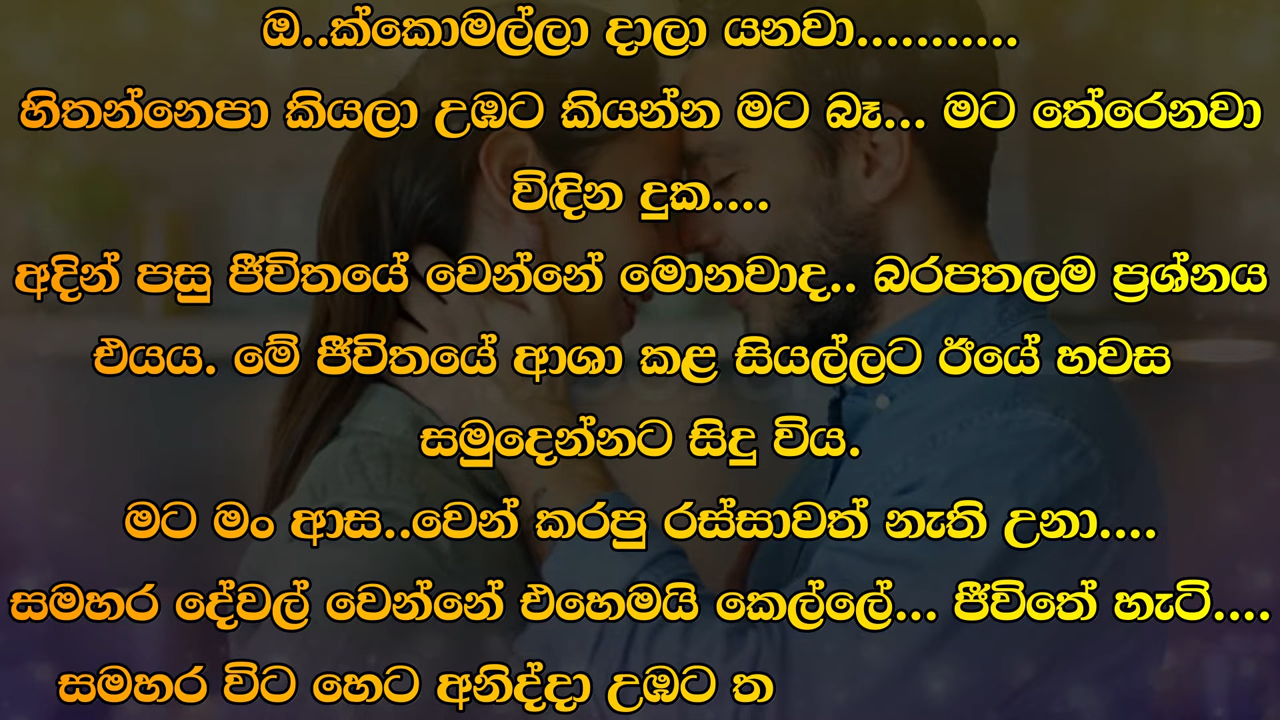 ඔ..ක්කොමල්ලා දාලා යනවා...........
හිතන්නෙපා කියලා උඹට කියන්න මට බෑ... මට තේරෙනවා
විඳින දුක....
අදින් පසු ජීවිතයේ වෙන්නේ මොනවාද.. බරපතලම ප්‍රශ්නය
එයය. මේ ජීවිතයේ ආශා කළ සියල්ලට ඊයේ හවස
සමුදෙන්නට සිදු විය.
මට මං ආස..වෙන් කරපු රස්සාවත් නැති උනා....
සමහර දේවල් වෙන්නේ එහෙමයි කෙල්ලේ... ජීවිතේ හැටි....
සමහර විට හෙට අනිද්දා උඹට ත